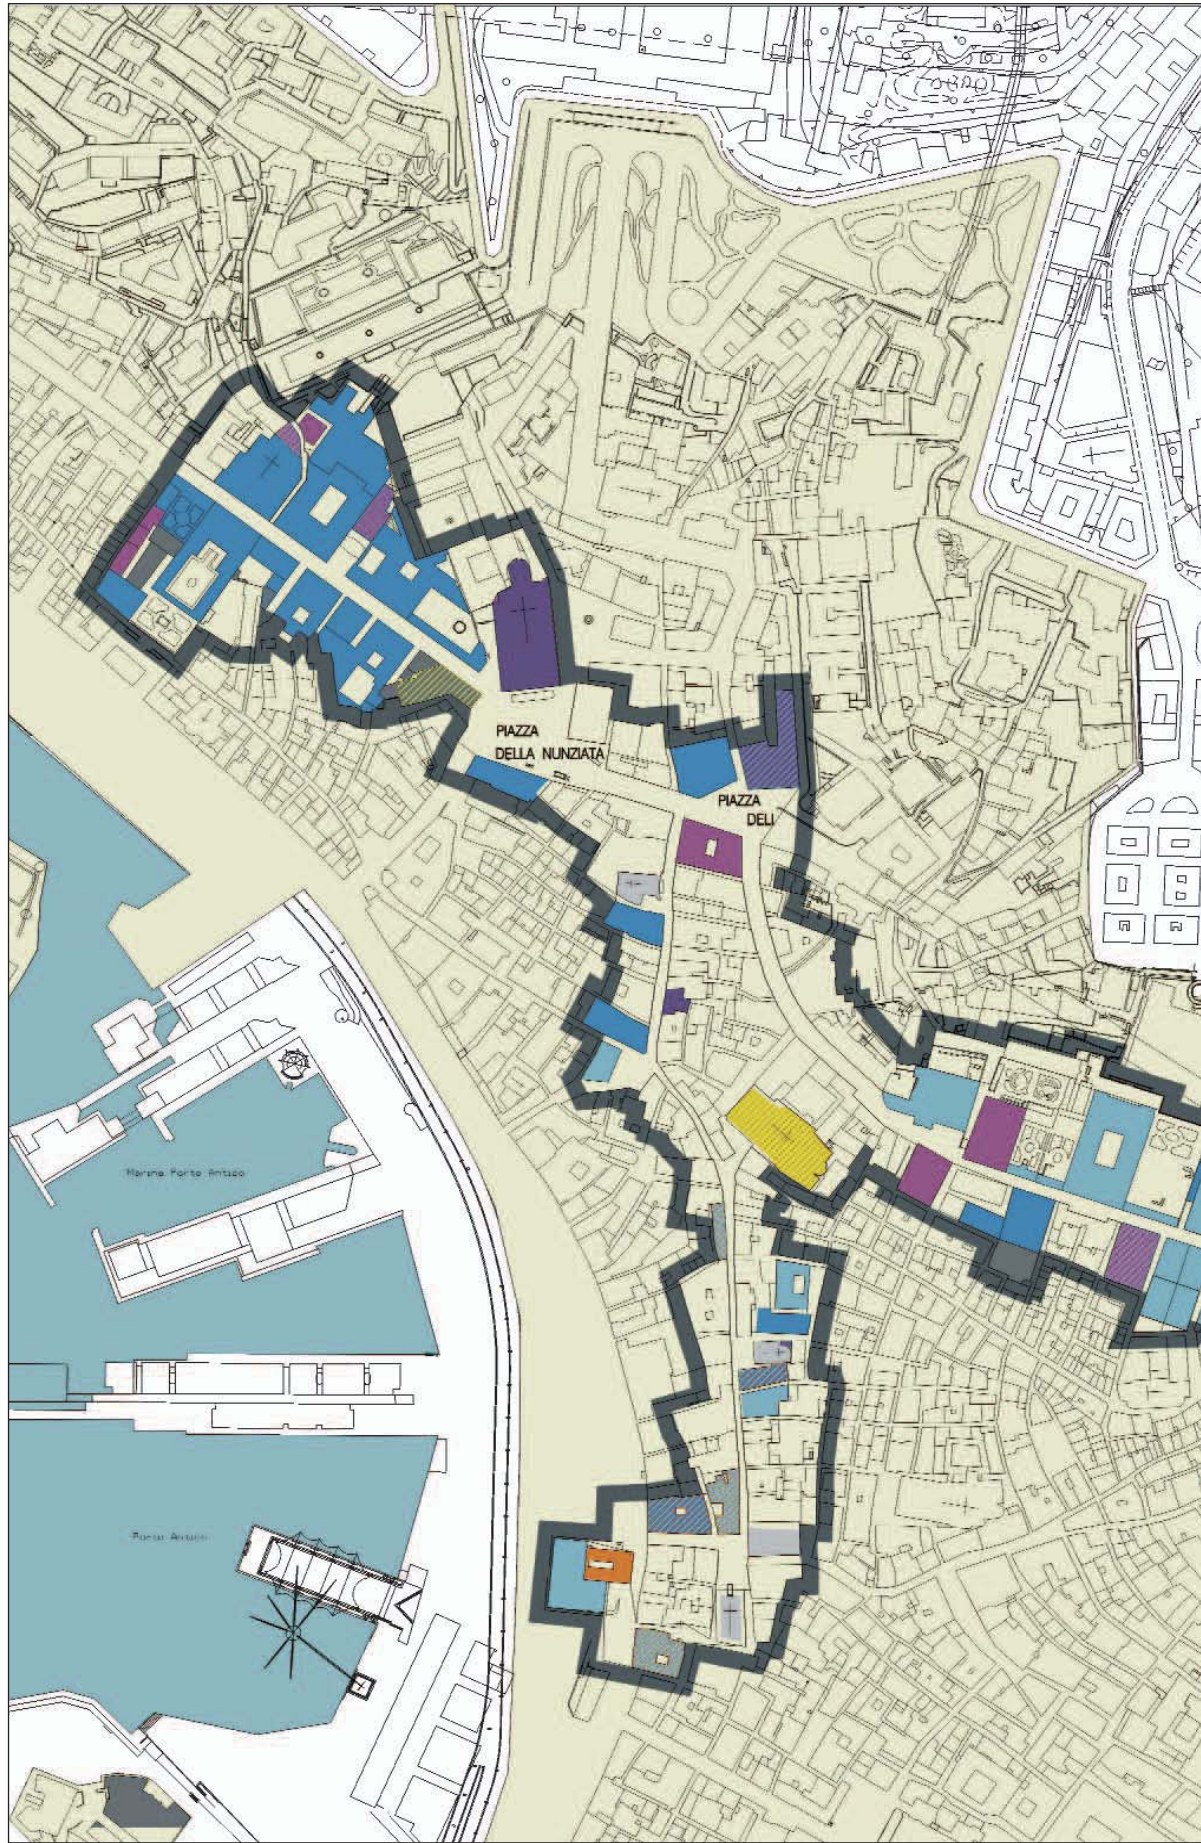 PIAZZA
DELLA NUNZIATA
PIAZZA
DELI
Marina Porto Antico
Porto Antico